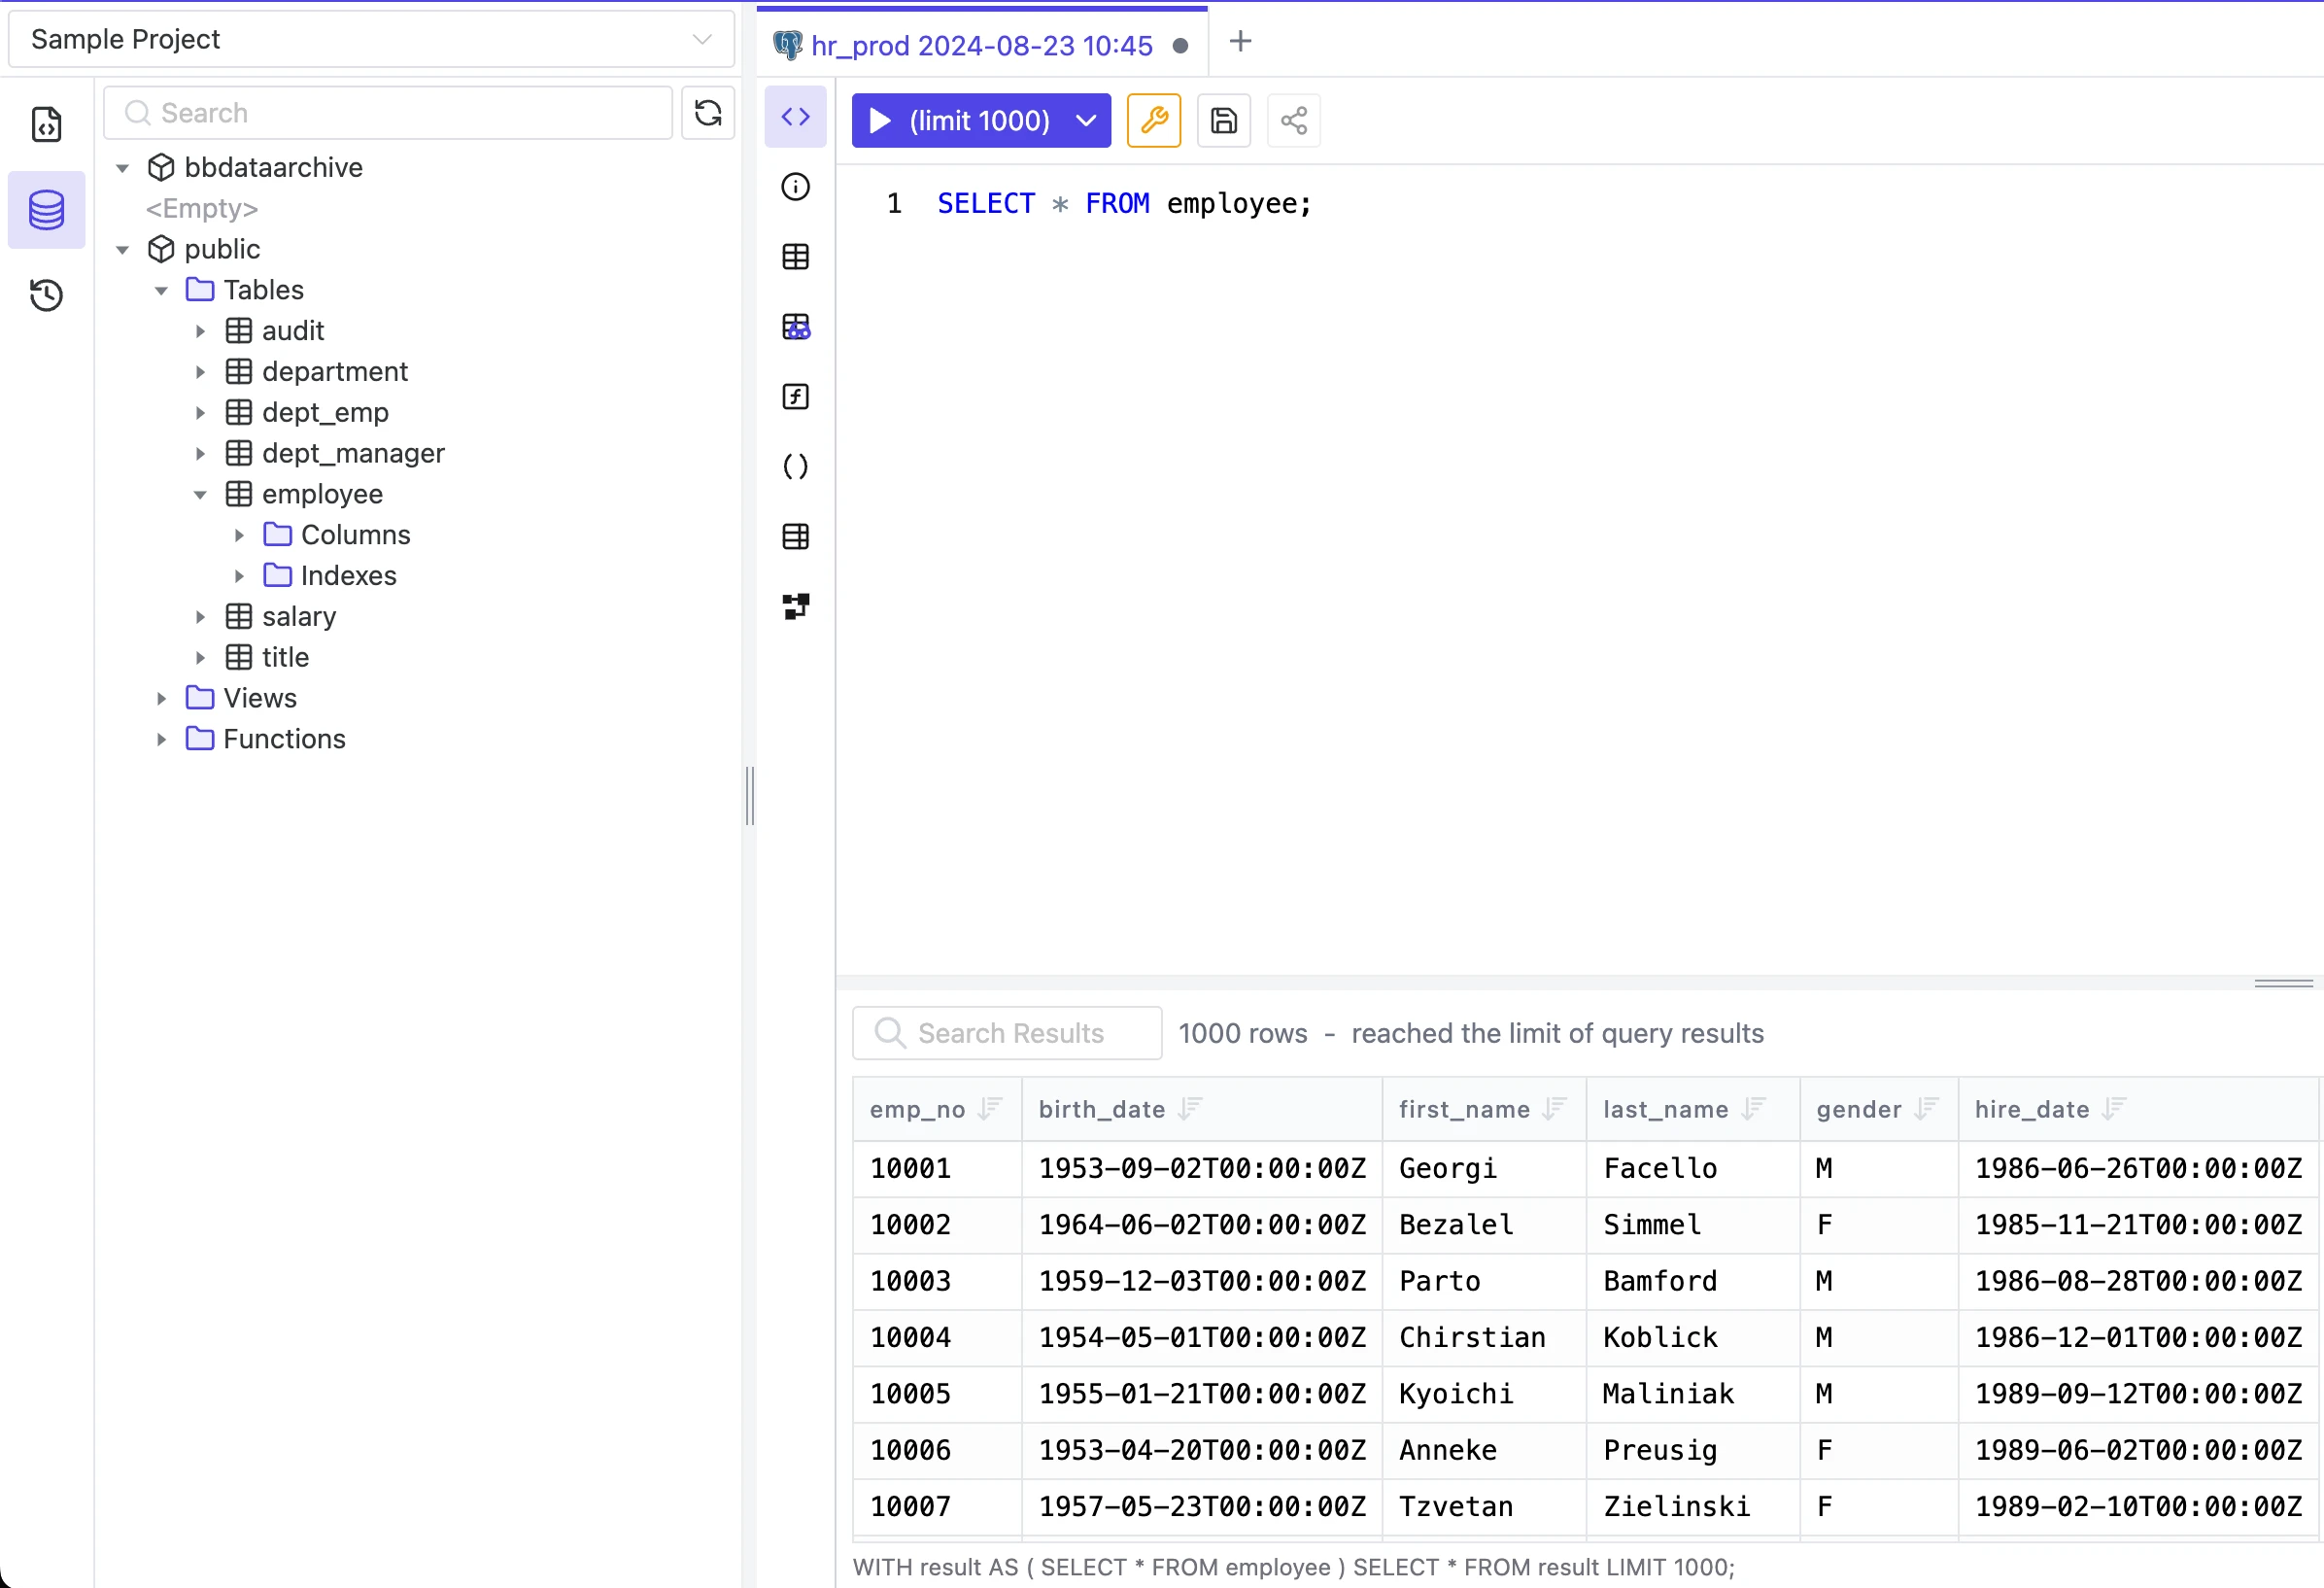 Sample Project
Search
bbdataarchive
<Empty>
public
Tables
audit
department
dept_emp
dept_manager
employee
Columns
Indexes
salary
title
Views
Functions
hr_prod 2024-08-23 10:45
(limit 1000)
1 SELECT * FROM employee;
Search Results 1000 rows - reached the limit of query results
emp_no birth_date first_name last_name gender hire_date
10001 1953-09-02T00:00:00Z Georgi Facello M 1986-06-26T00:00:00Z
10002 1964-06-02T00:00:00Z Bezalel Simmel F 1985-11-21T00:00:00Z
10003 1959-12-03T00:00:00Z Parto Bamford M 1986-08-28T00:00:00Z
10004 1954-05-01T00:00:00Z Chirstian Koblick M 1986-12-01T00:00:00Z
10005 1955-01-21T00:00:00Z Kyoichi Maliniak M 1989-09-12T00:00:00Z
10006 1953-04-20T00:00:00Z Anneke Preusig F 1989-06-02T00:00:00Z
10007 1957-05-23T00:00:00Z Tzvetan Zielinski F 1989-02-10T00:00:00Z
WITH result AS ( SELECT * FROM employee ) SELECT * FROM result LIMIT 1000;